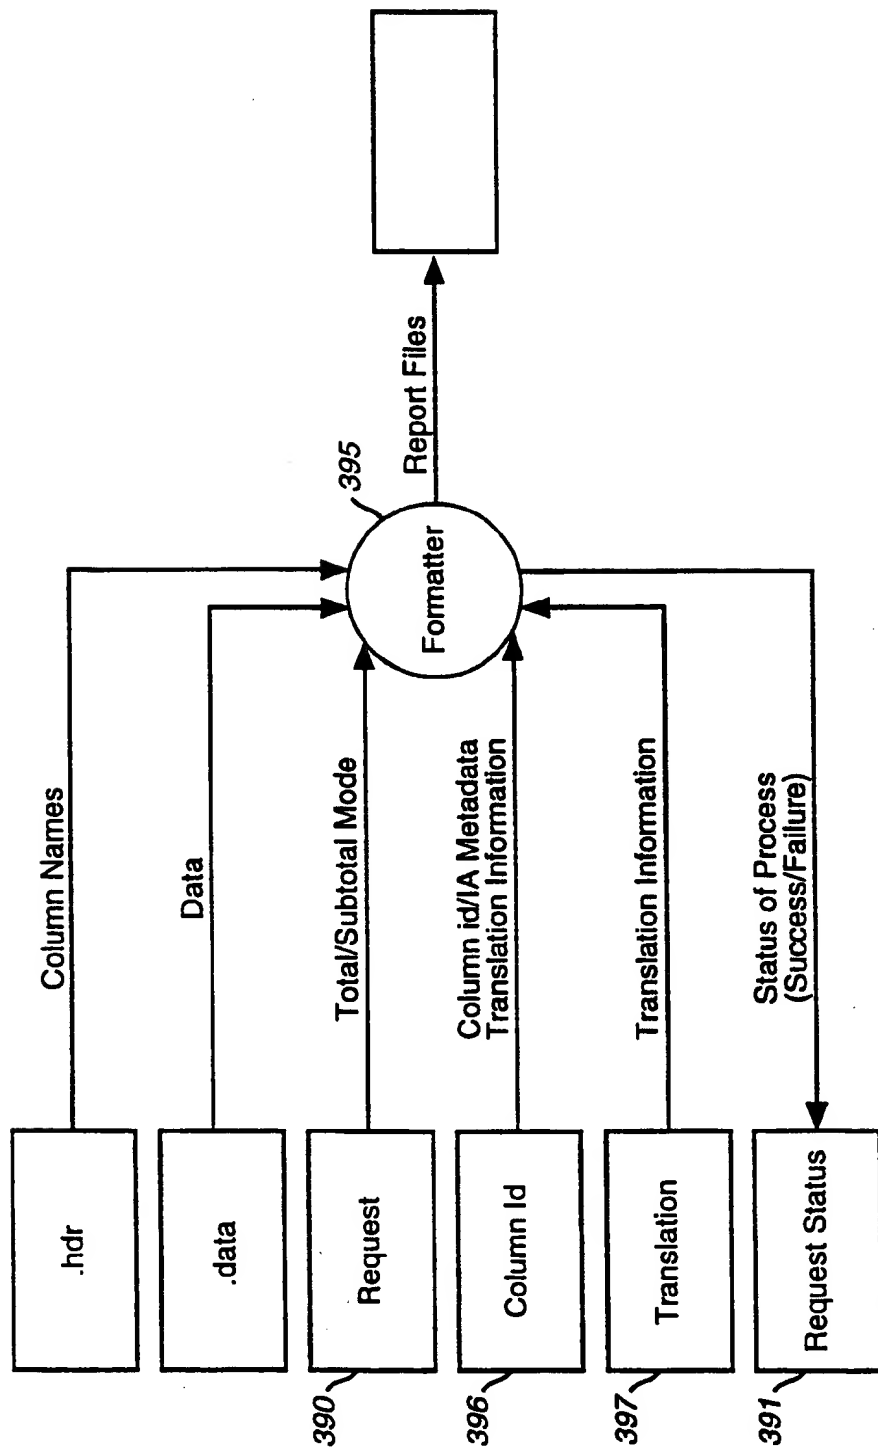 .hdr
Column Names
.data
Data
390
Request
Total/Subtotal Mode
396
Column Id
Column id/IA Metadata
Translation Information
397
Translation
Translation Information
391
Request Status
Status of Process
(Success/Failure)
Formatter
395
Report Files